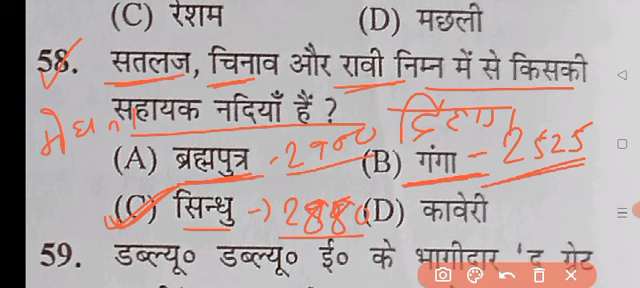 (C) रेशम (D) मछली
58. सतलज, चिनाव और रावी निम्न में से किसकी
सहायक नदियाँ हैं ?
(A) ब्रह्मपुत्र (B) गंगा - 2525
(C) सिन्धु → 2880 (D) कावेरी
59. डब्ल्यू० डब्ल्यू० ई० के भागीदार 'द ग्रेट